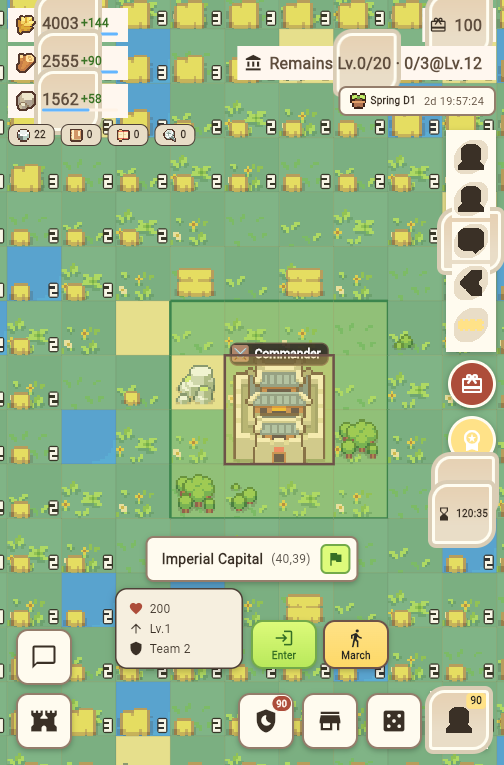 4003 +144
100
2555 +90
Remains Lv.0/20 · 0/3@Lv.12
1562 +58
Spring D1 2d 19:57:24
22 0 0 0
Commander
120:35
Imperial Capital (40,39)
200
Lv.1
Team 2
Enter
March
90
90